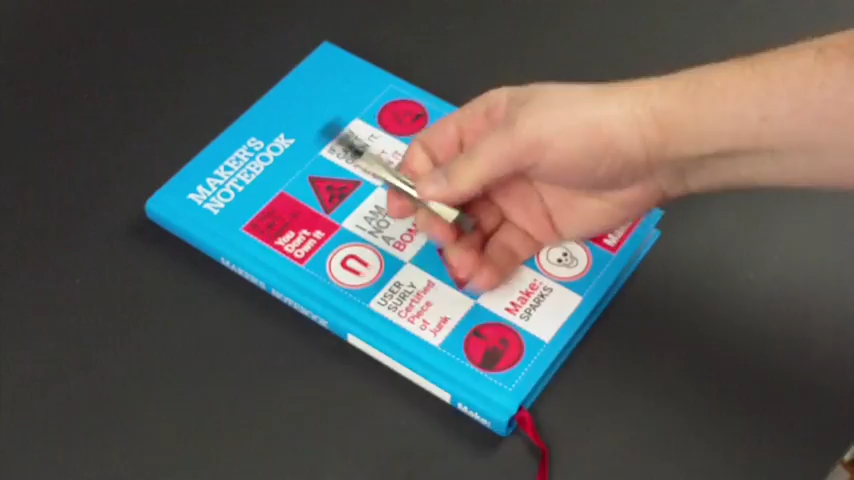 MAKER'S
NOTEBOOK
You
Don't
Own It
I AM
NOT
A
BOM
USER
SURLY
Certified
Piece
of
Junk
Make:
SPARKS
MAKER'S NOTEBOOK
Make: